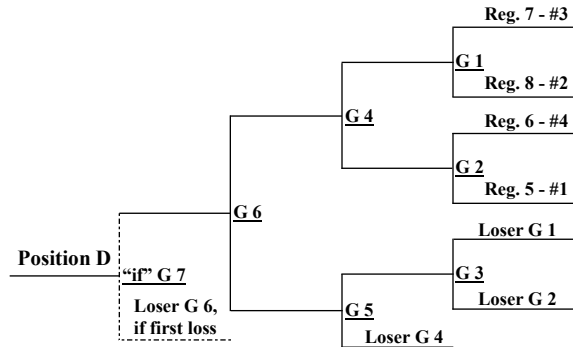 Reg. 7 - #3
G 1
Reg. 8 - #2
G 4
Reg. 6 - #4
G 2
Reg. 5 - #1
G 6
Loser G 1
Position D
“if” G 7
G 3
Loser G 6,
if first loss
Loser G 2
G 5
Loser G 4